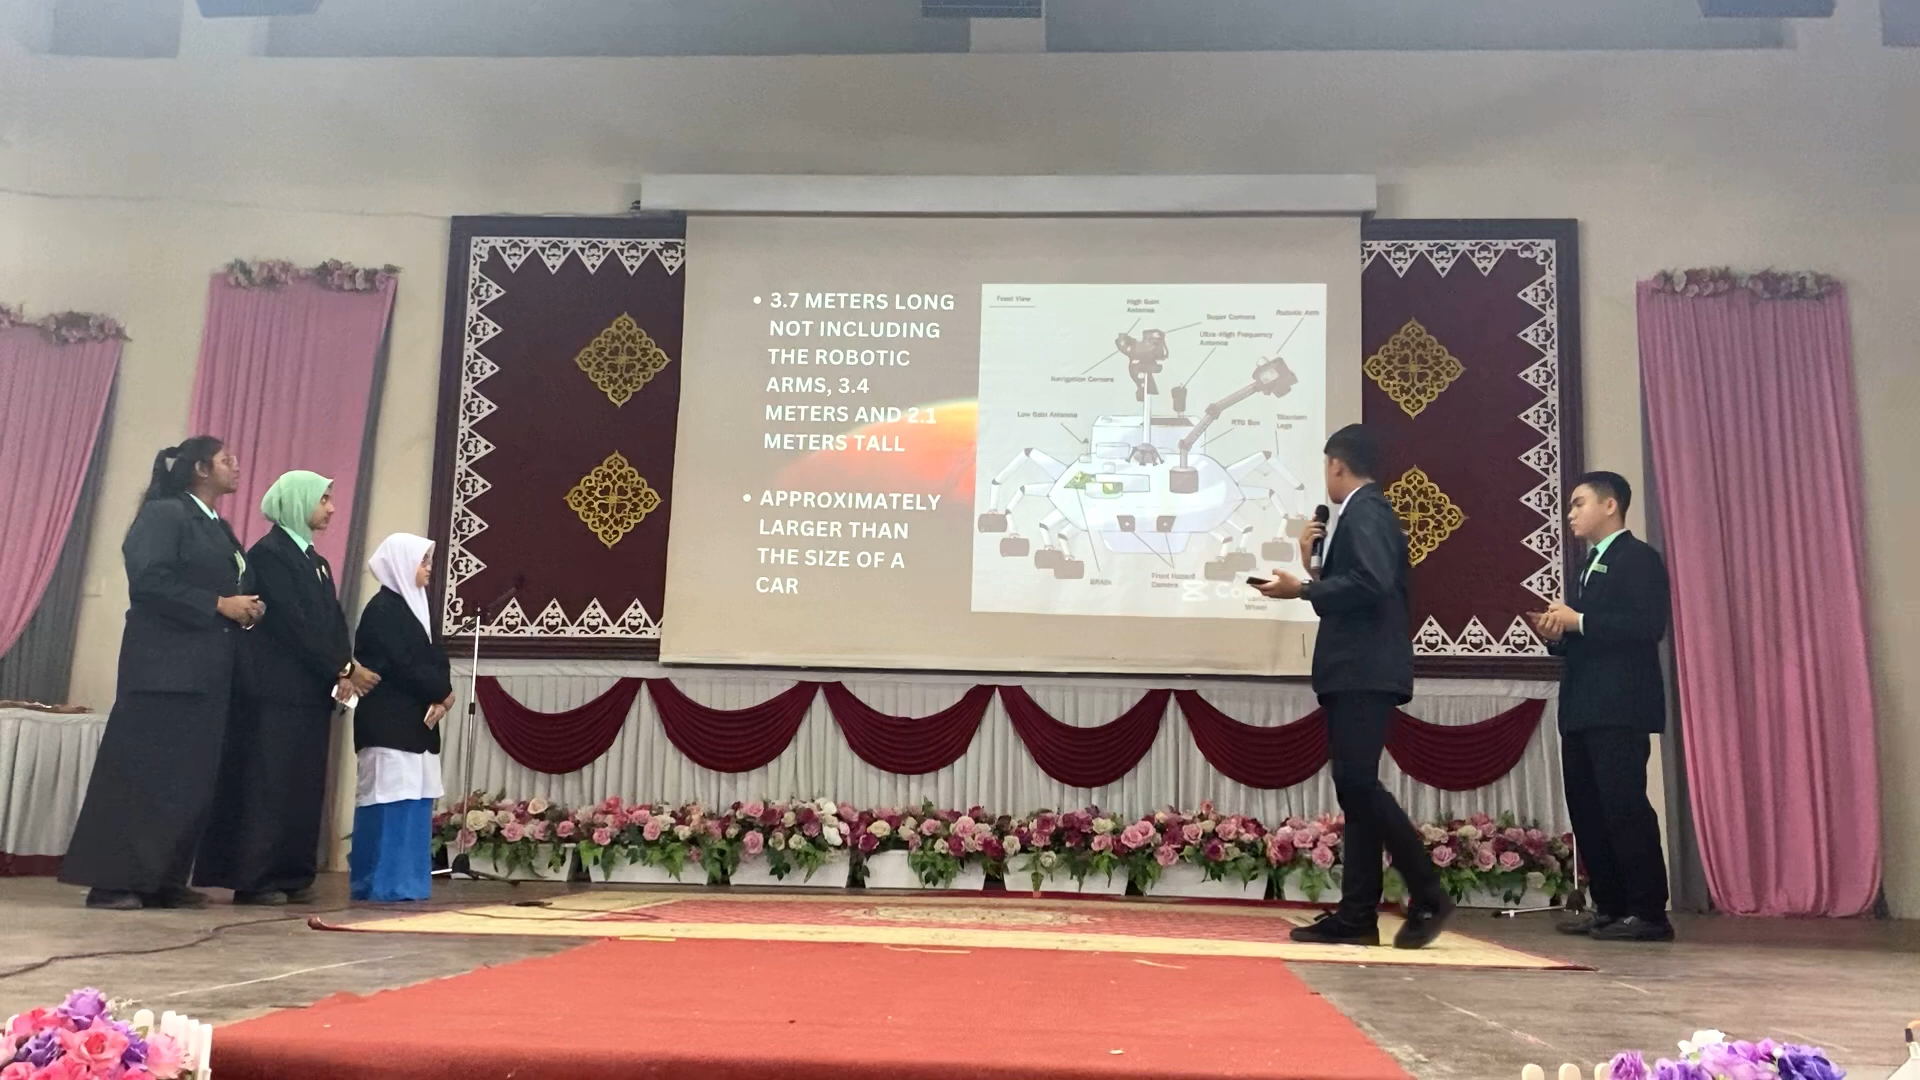 • 3.7 METERS LONG
NOT INCLUDING
THE ROBOTIC
ARMS, 3.4
METERS AND 2.1
METERS TALL
• APPROXIMATELY
LARGER THAN
THE SIZE OF A
CAR
Front View
High Gain
Antenna
Super Camera
Robotic Arm
Ultra-High Frequency
Antenna
Navigation Camera
Low Gain Antenna
RTG Box
Titanium
Legs
Front Hazard
Camera
Wheel